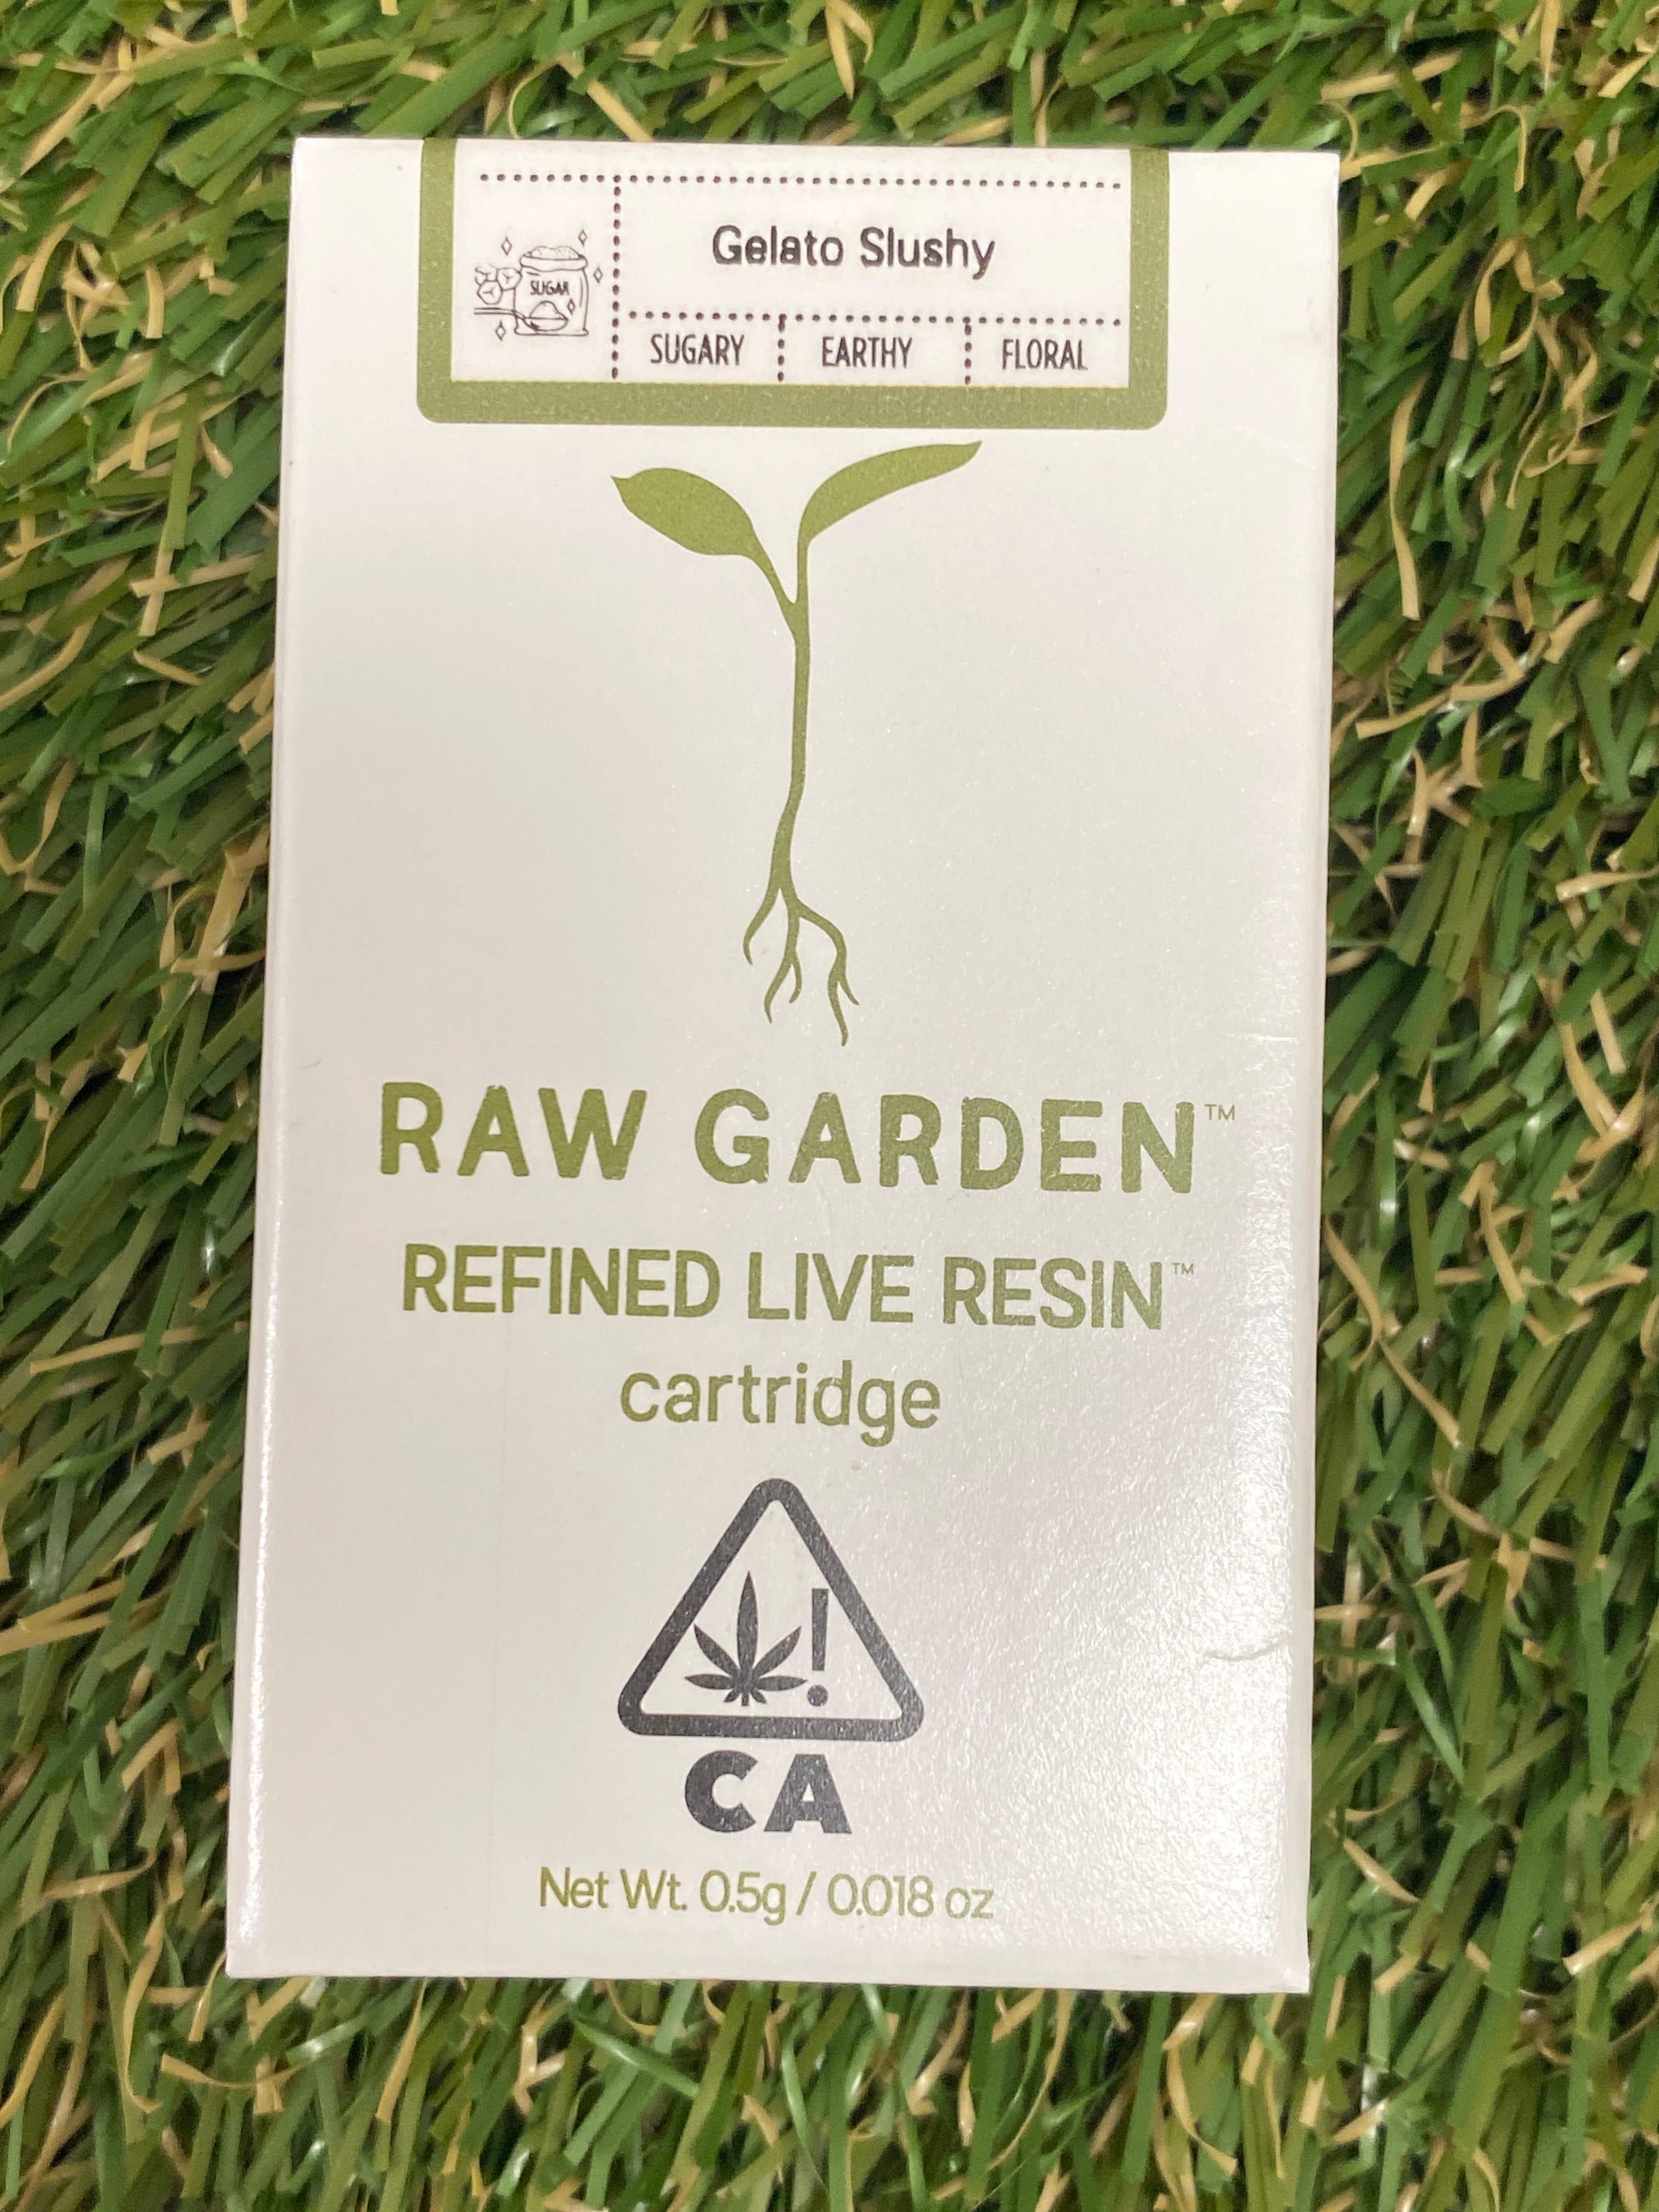 Gelato Slushy
SUGAR
SUGARY EARTHY FLORAL
RAW GARDEN™
REFINED LIVE RESIN™
cartridge
!
CA
Net Wt. 0.5g / 0.018 oz